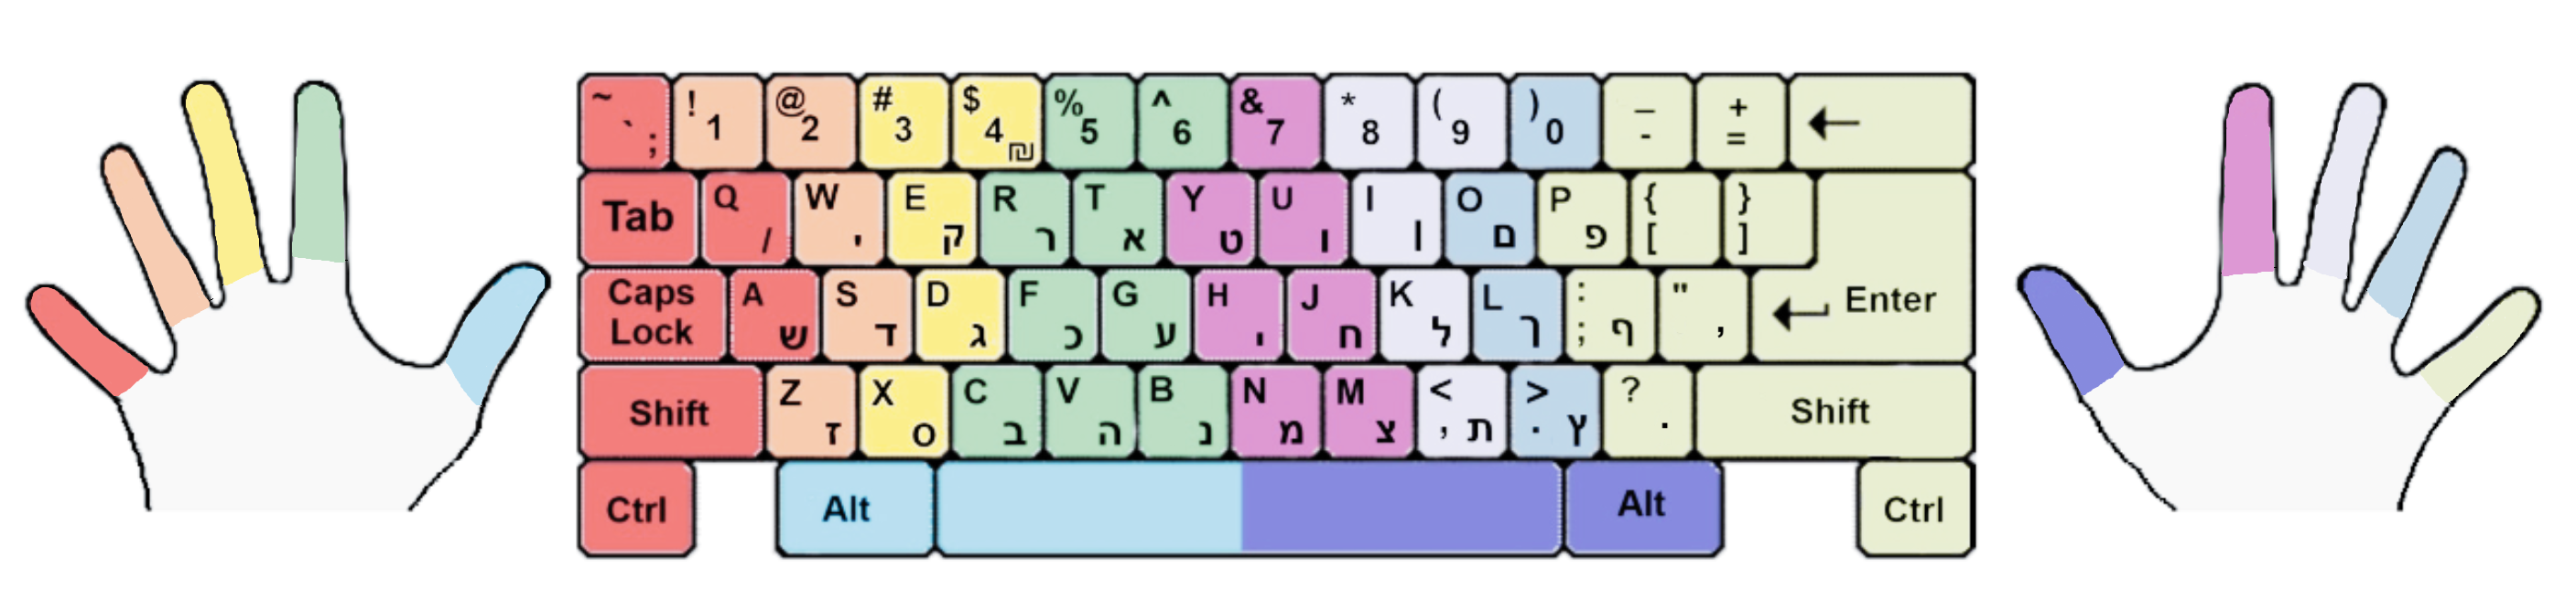 ~ ` ; ! 1 @ 2 # 3 $ 4 ₪ % 5 ^ 6 & 7 * 8 ( 9 ) 0 _ - + = ←
Tab Q / W ' E ק R ר T א Y ט U ו I ן O ם P פ { [ } ]
Caps Lock A ש S ד D ג F כ G ע H י J ח K ל L ך : ; ף " , ↵ Enter
Shift Z ז X ס C ב V ה B נ N מ M צ < , ת > . ץ ? . Shift
Ctrl Alt Alt Ctrl